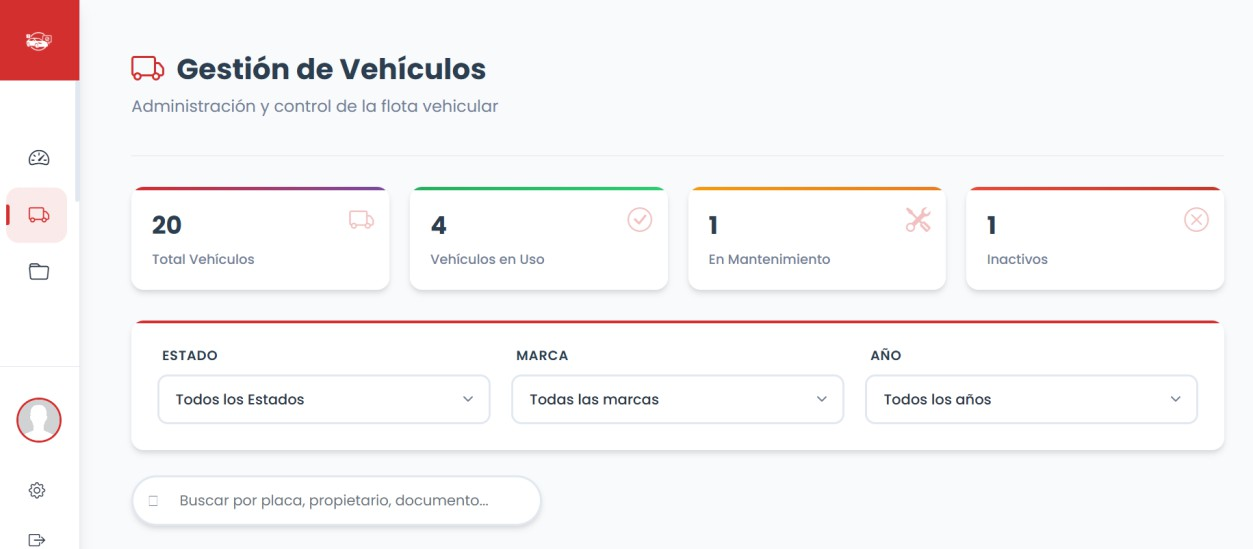 Gestión de Vehículos
Administración y control de la flota vehicular
20
Total Vehículos
4
Vehículos en Uso
1
En Mantenimiento
1
Inactivos
ESTADO
Todos los Estados
MARCA
Todas las marcas
AÑO
Todos los años
Buscar por placa, propietario, documento...